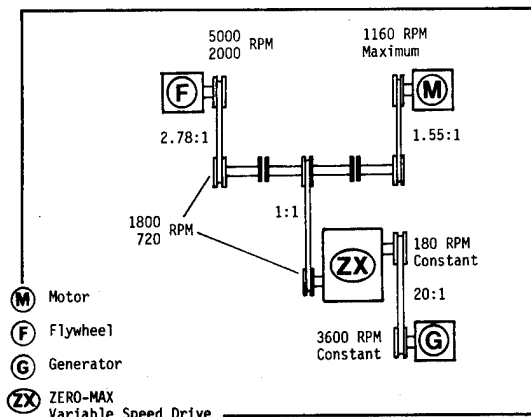 5000
2000 RPM
1160 RPM
Maximum
F
M
2.78:1
1.55:1
1800
720 RPM
1:1
ZX
180 RPM
Constant
20:1
3600 RPM
Constant
G
M Motor
F Flywheel
G Generator
ZX ZERO-MAX
Variable Speed Drive